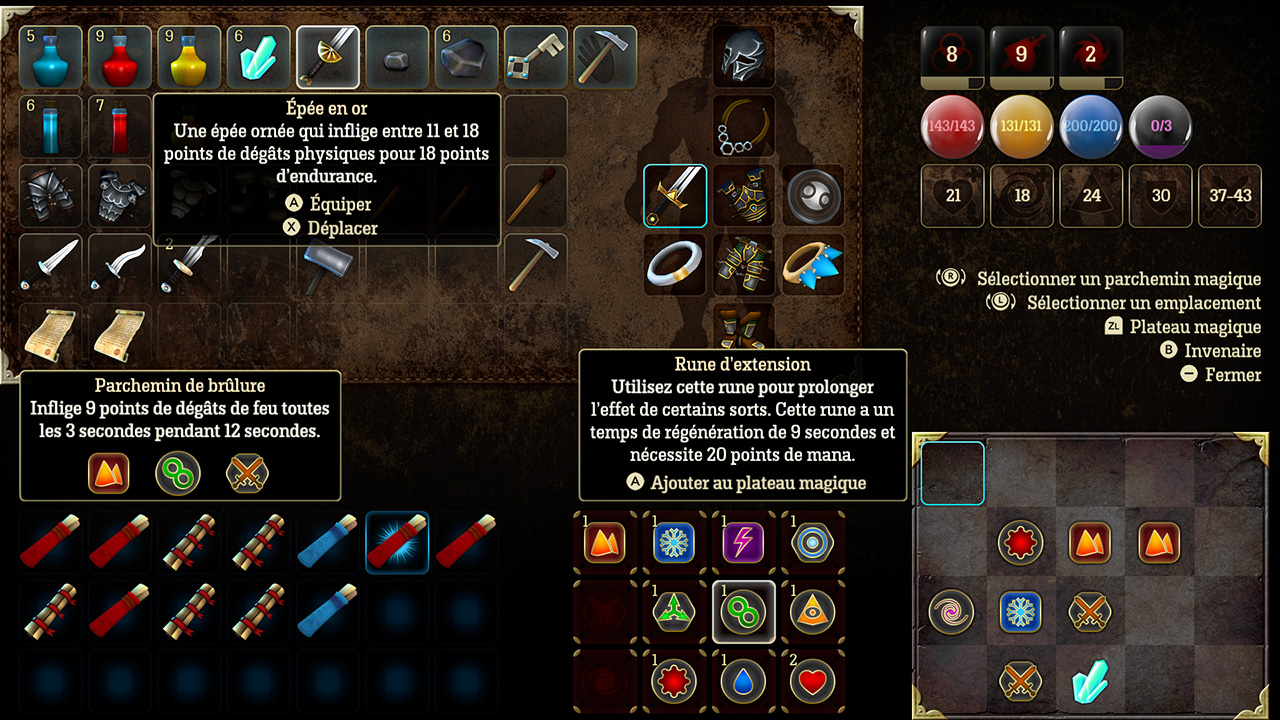 5
9
9
6
6
8
9
2
143/143
131/131
200/200
0/3
6
7
Épée en or
Une épée ornée qui inflige entre 11 et 18
points de dégâts physiques pour 18 points
d'endurance.
A Équiper
X Déplacer
21
18
24
30
37-43
2
R Sélectionner un parchemin magique
L Sélectionner un emplacement
ZL Plateau magique
B Invenaire
Fermer
Parchemin de brûlure
Inflige 9 points de dégâts de feu toutes
les 3 secondes pendant 12 secondes.
Rune d'extension
Utilisez cette rune pour prolonger
l'effet de certains sorts. Cette rune a un
temps de régénération de 9 secondes et
nécessite 20 points de mana.
A Ajouter au plateau magique
1
1
1
1
1
1
1
1
1
2